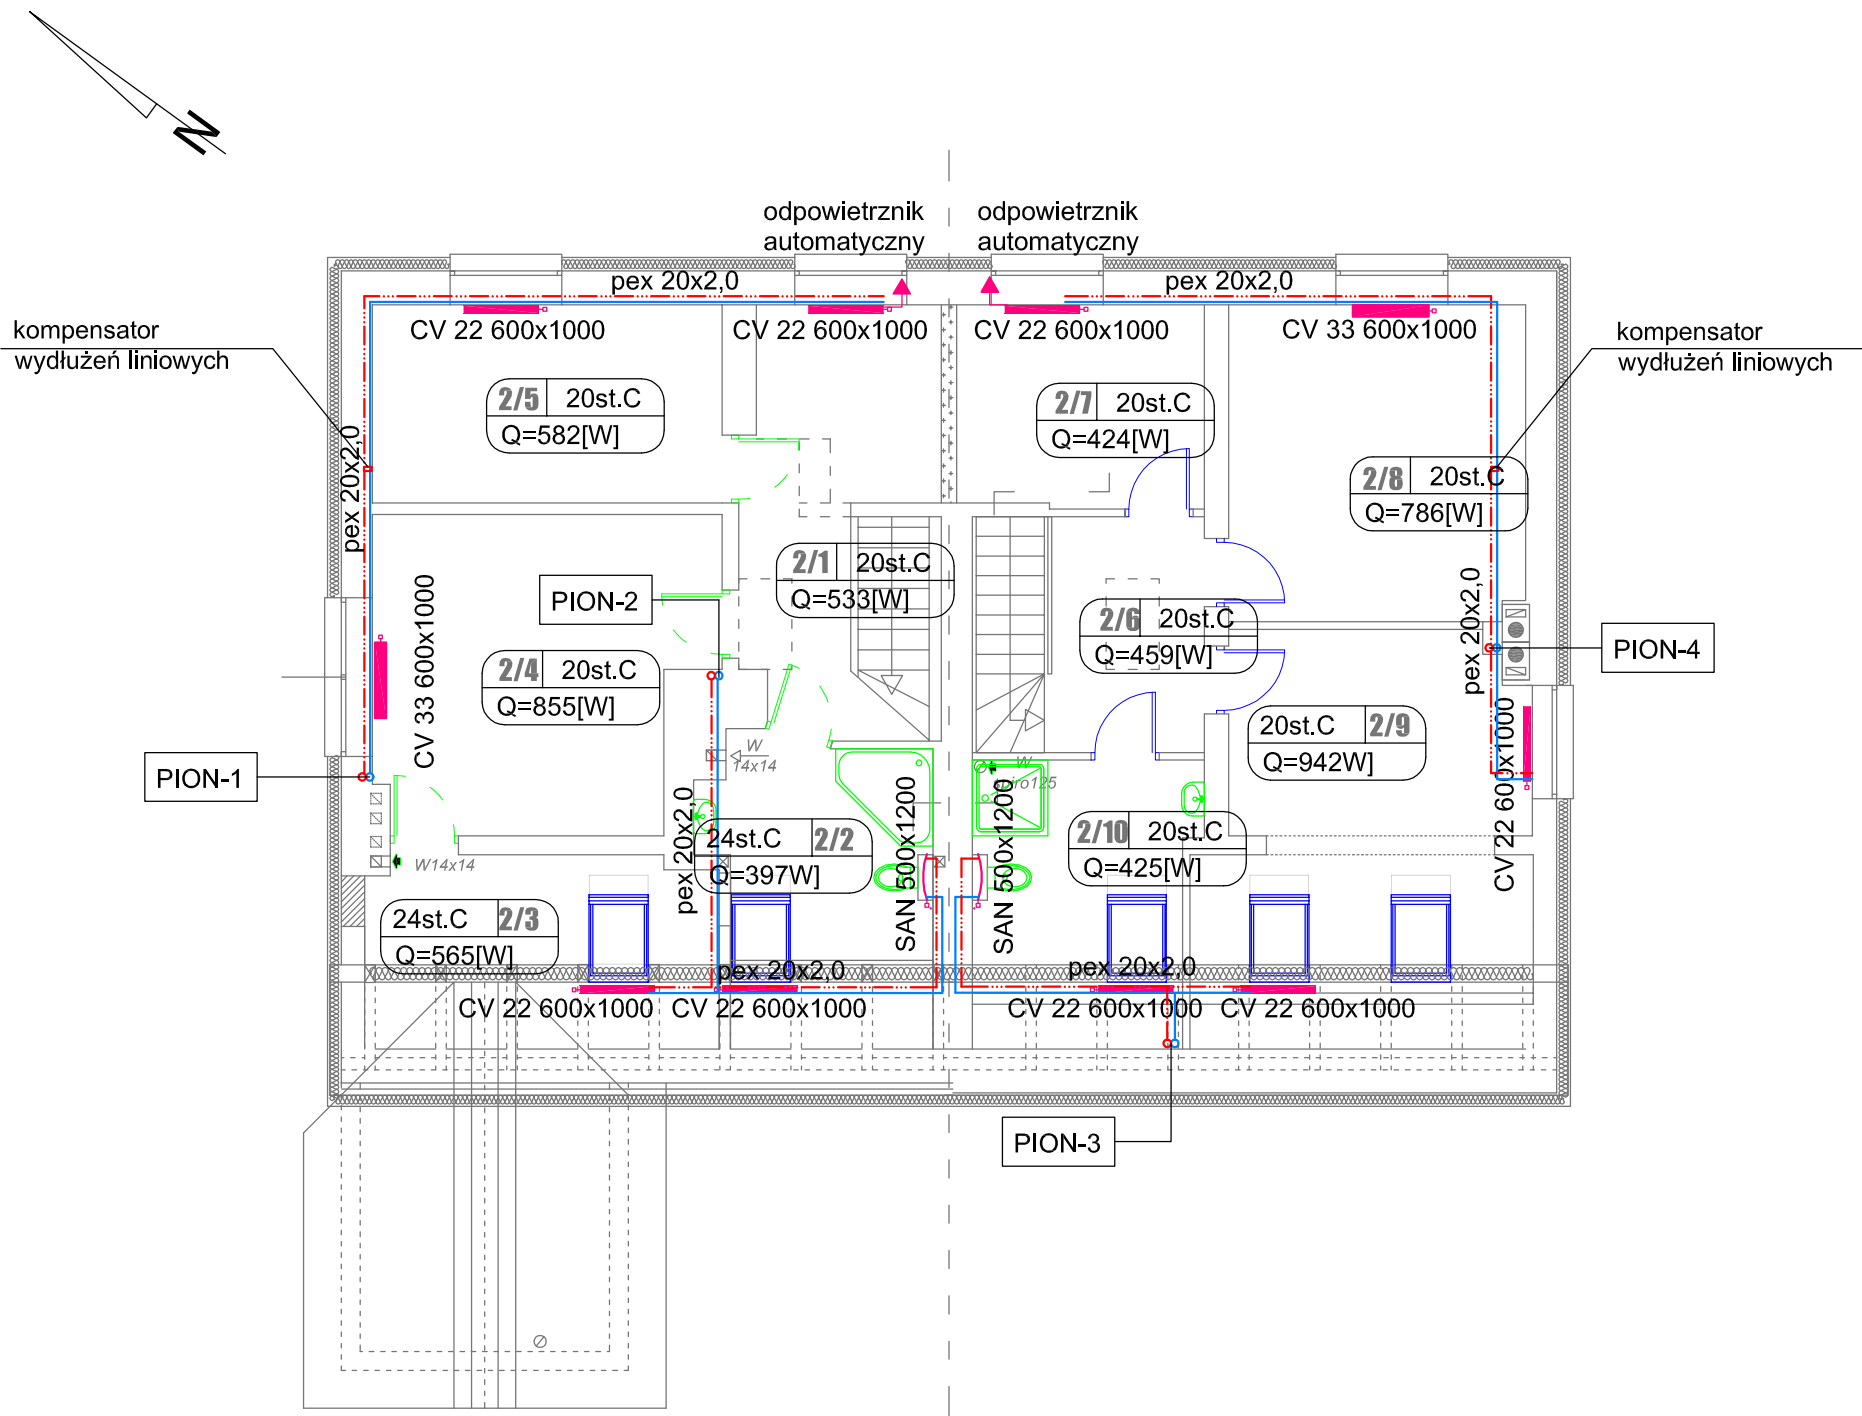 N
odpowietrznik
automatyczny
odpowietrznik
automatyczny
pex 20x2,0
pex 20x2,0
kompensator
wydłużeń liniowych
kompensator
wydłużeń liniowych
CV 22 600x1000
CV 22 600x1000
CV 22 600x1000
CV 33 600x1000
2/5 20st.C
Q=582[W]
2/7 20st.C
Q=424[W]
2/8 20st.C
Q=786[W]
pex 20x2,0
2/1 20st.C
Q=533[W]
PION-2
CV 33 600x1000
2/6 20st.C
Q=459[W]
pex 20x2,0
PION-4
2/4 20st.C
Q=855[W]
20st.C 2/9
Q=942W]
PION-1
W
14x14
W
spiro125
CV 22 600x1000
pex 20x2,0
24st.C 2/2
Q=397W]
SAN 500x1200
SAN 500x1200
2/10 20st.C
Q=425[W]
W14x14
24st.C 2/3
Q=565[W]
pex 20x2,0
pex 20x2,0
CV 22 600x1000
CV 22 600x1000
CV 22 600x1000
CV 22 600x1000
PION-3